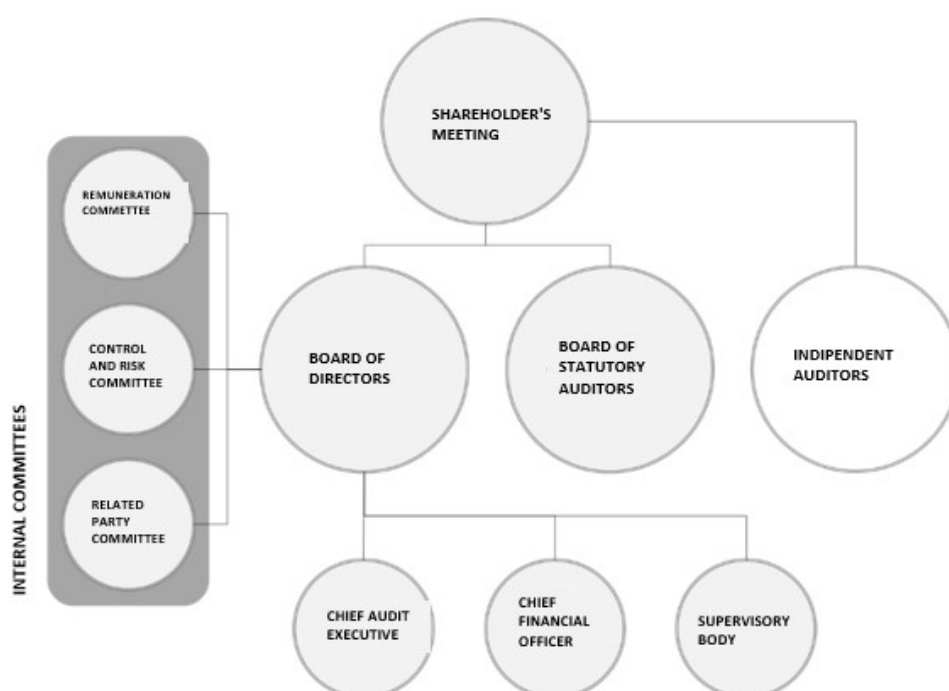 SHAREHOLDER'S
MEETING
REMUNERATION
COMMETTEE
CONTROL
AND RISK
COMMITTEE
RELATED
PARTY
COMMITTEE
INTERNAL COMMITTEES
BOARD OF
DIRECTORS
BOARD OF
STATUTORY
AUDITORS
INDIPENDENT
AUDITORS
CHIEF AUDIT
EXECUTIVE
CHIEF
FINANCIAL
OFFICER
SUPERVISORY
BODY